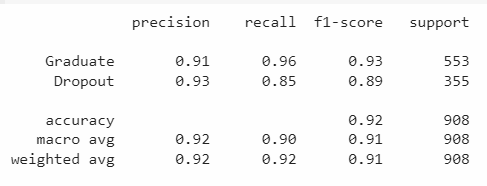 precision recall f1-score support
Graduate 0.91 0.96 0.93 553
Dropout 0.93 0.85 0.89 355
accuracy 0.92 908
macro avg 0.92 0.90 0.91 908
weighted avg 0.92 0.92 0.91 908